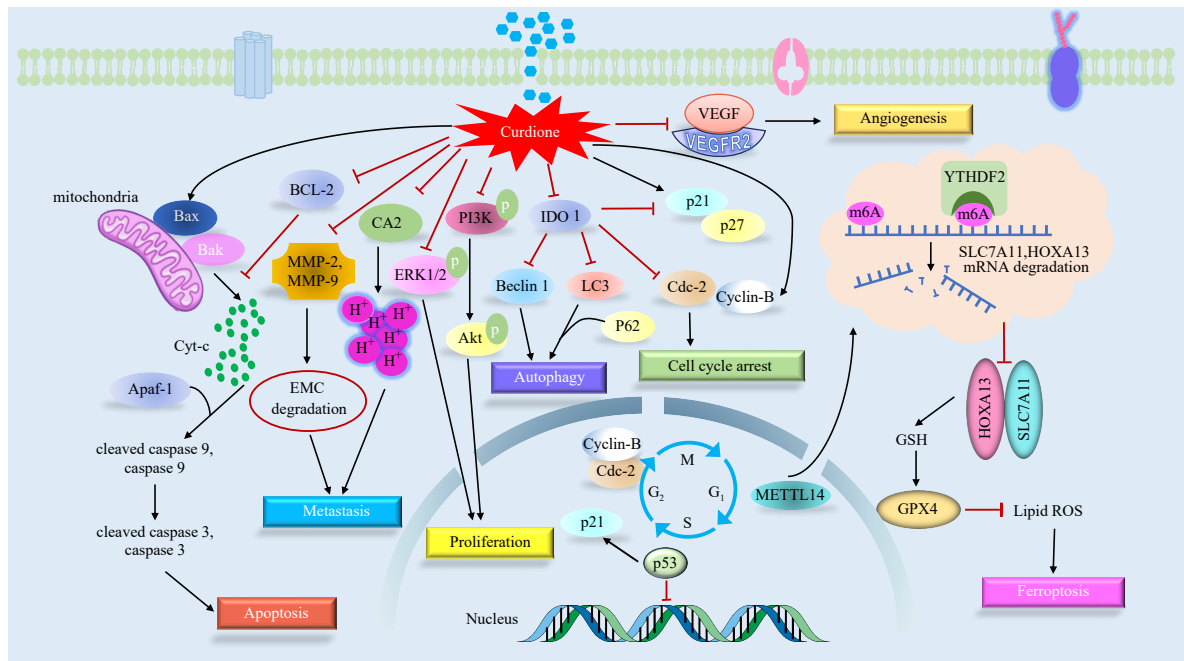 Curdione
VEGF
VEGFR2
Angiogenesis
mitochondria
Bax
Bak
BCL-2
CA2
PI3K
p
IDO 1
p21
p27
MMP-2,
MMP-9
ERK1/2
p
Beclin 1
LC3
Cdc-2
Cyclin-B
P62
Akt
p
H+
H+
H+
H+
H+
H+
Cyt-c
Apaf-1
EMC
degradation
Autophagy
Cell cycle arrest
cleaved caspase 9,
caspase 9
cleaved caspase 3,
caspase 3
Apoptosis
Metastasis
Proliferation
YTHDF2
m6A
m6A
SLC7A11,HOXA13
mRNA degradation
HOXA13
SLC7A11
GSH
GPX4
Lipid ROS
Ferroptosis
METTL14
Cyclin-B
Cdc-2
M
G2
G1
S
p21
p53
Nucleus